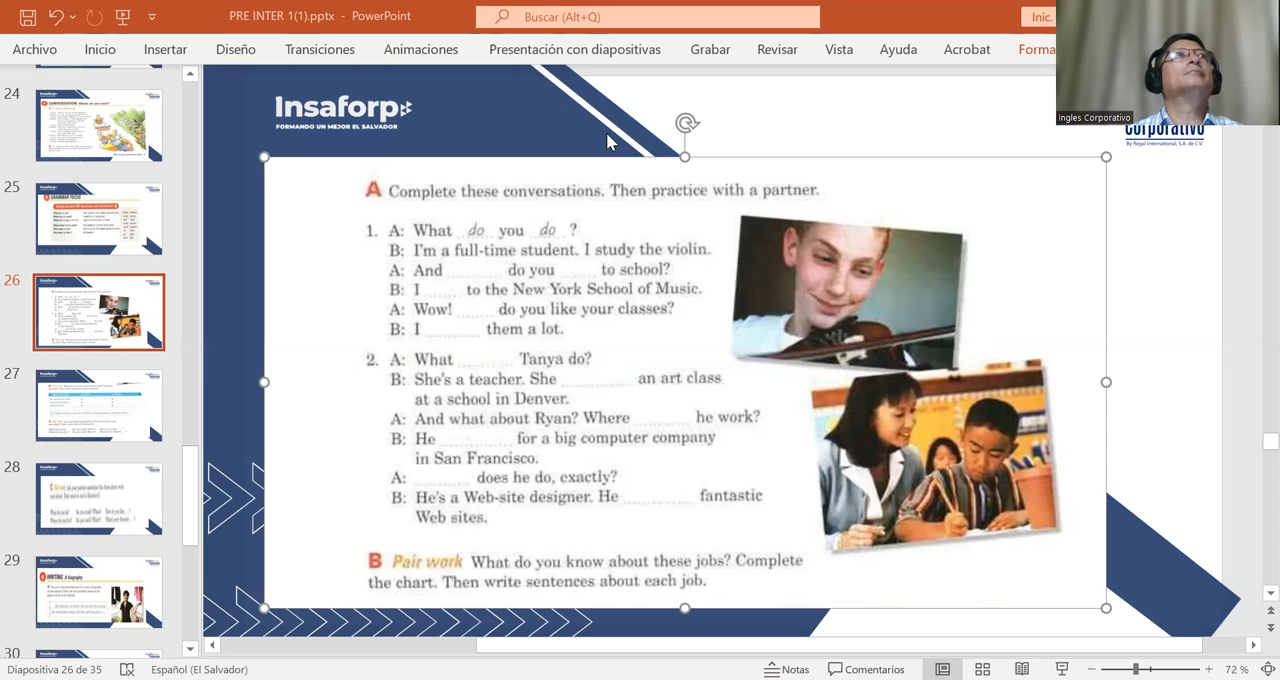 PRE INTER 1(1).pptx - PowerPoint
Buscar (Alt+Q)
Inic.
Archivo Inicio Insertar Diseño Transiciones Animaciones Presentación con diapositivas Grabar Revisar Vista Ayuda Acrobat Forma
Ingles Corporativo
24
25
26
27
28
29
30
Insaforp
FORMANDO UN MEJOR EL SALVADOR
Corporativo
By Regal International, S.A. de C.V.
A Complete these conversations. Then practice with a partner.
1. A: What do you do ?
B: I'm a full-time student. I study the violin.
A: And ........ do you ........ to school?
B: I ........ to the New York School of Music.
A: Wow! ........ do you like your classes?
B: I ........ them a lot.
2. A: What ........ Tanya do?
B: She's a teacher. She ........ an art class
at a school in Denver.
A: And what about Ryan? Where ........ he work?
B: He ........ for a big computer company
in San Francisco.
A: ........ does he do, exactly?
B: He's a Web-site designer. He ........ fantastic
Web sites.
B Pair work What do you know about these jobs? Complete
the chart. Then write sentences about each job.
Diapositiva 26 de 35 Español (El Salvador) Notas Comentarios 72 %